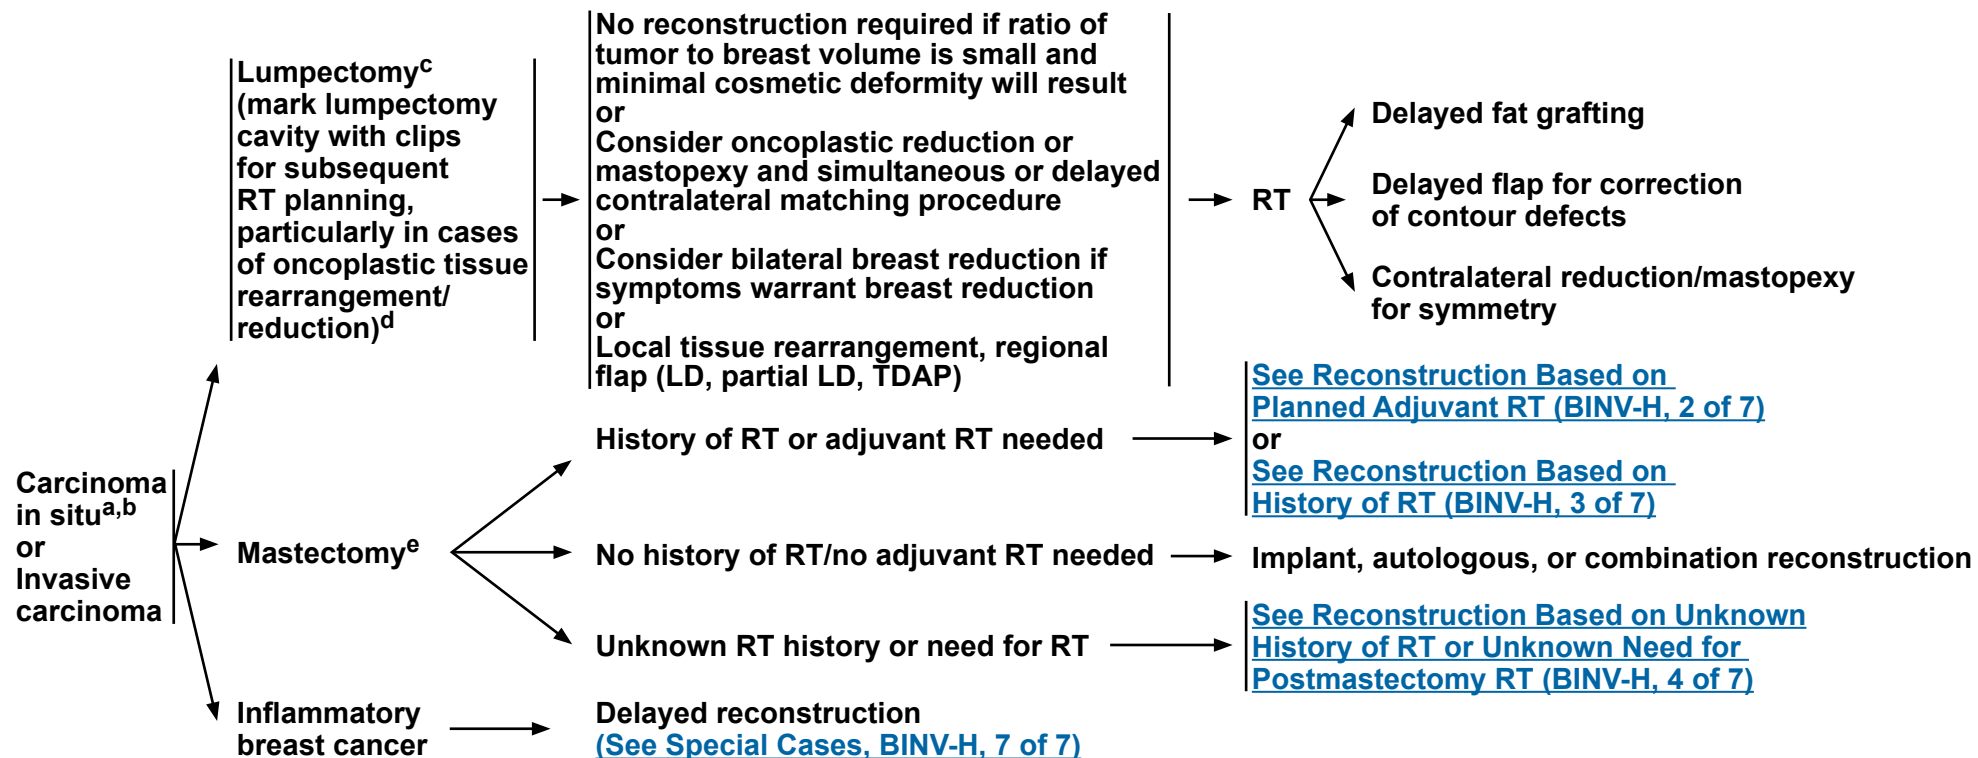 Carcinoma
in situa,b
or
Invasive
carcinoma
Lumpectomyc
(mark lumpectomy
cavity with clips
for subsequent
RT planning,
particularly in cases
of oncoplastic tissue
rearrangement/
reduction)d
No reconstruction required if ratio of
tumor to breast volume is small and
minimal cosmetic deformity will result
or
Consider oncoplastic reduction or
mastopexy and simultaneous or delayed
contralateral matching procedure
or
Consider bilateral breast reduction if
symptoms warrant breast reduction
or
Local tissue rearrangement, regional
flap (LD, partial LD, TDAP)
RT
Delayed fat grafting
Delayed flap for correction
of contour defects
Contralateral reduction/mastopexy
for symmetry
Mastectomye
History of RT or adjuvant RT needed
See Reconstruction Based on
Planned Adjuvant RT (BINV-H, 2 of 7)
or
See Reconstruction Based on
History of RT (BINV-H, 3 of 7)
No history of RT/no adjuvant RT needed
Implant, autologous, or combination reconstruction
Unknown RT history or need for RT
See Reconstruction Based on Unknown
History of RT or Unknown Need for
Postmastectomy RT (BINV-H, 4 of 7)
Inflammatory
breast cancer
Delayed reconstruction
(See Special Cases, BINV-H, 7 of 7)